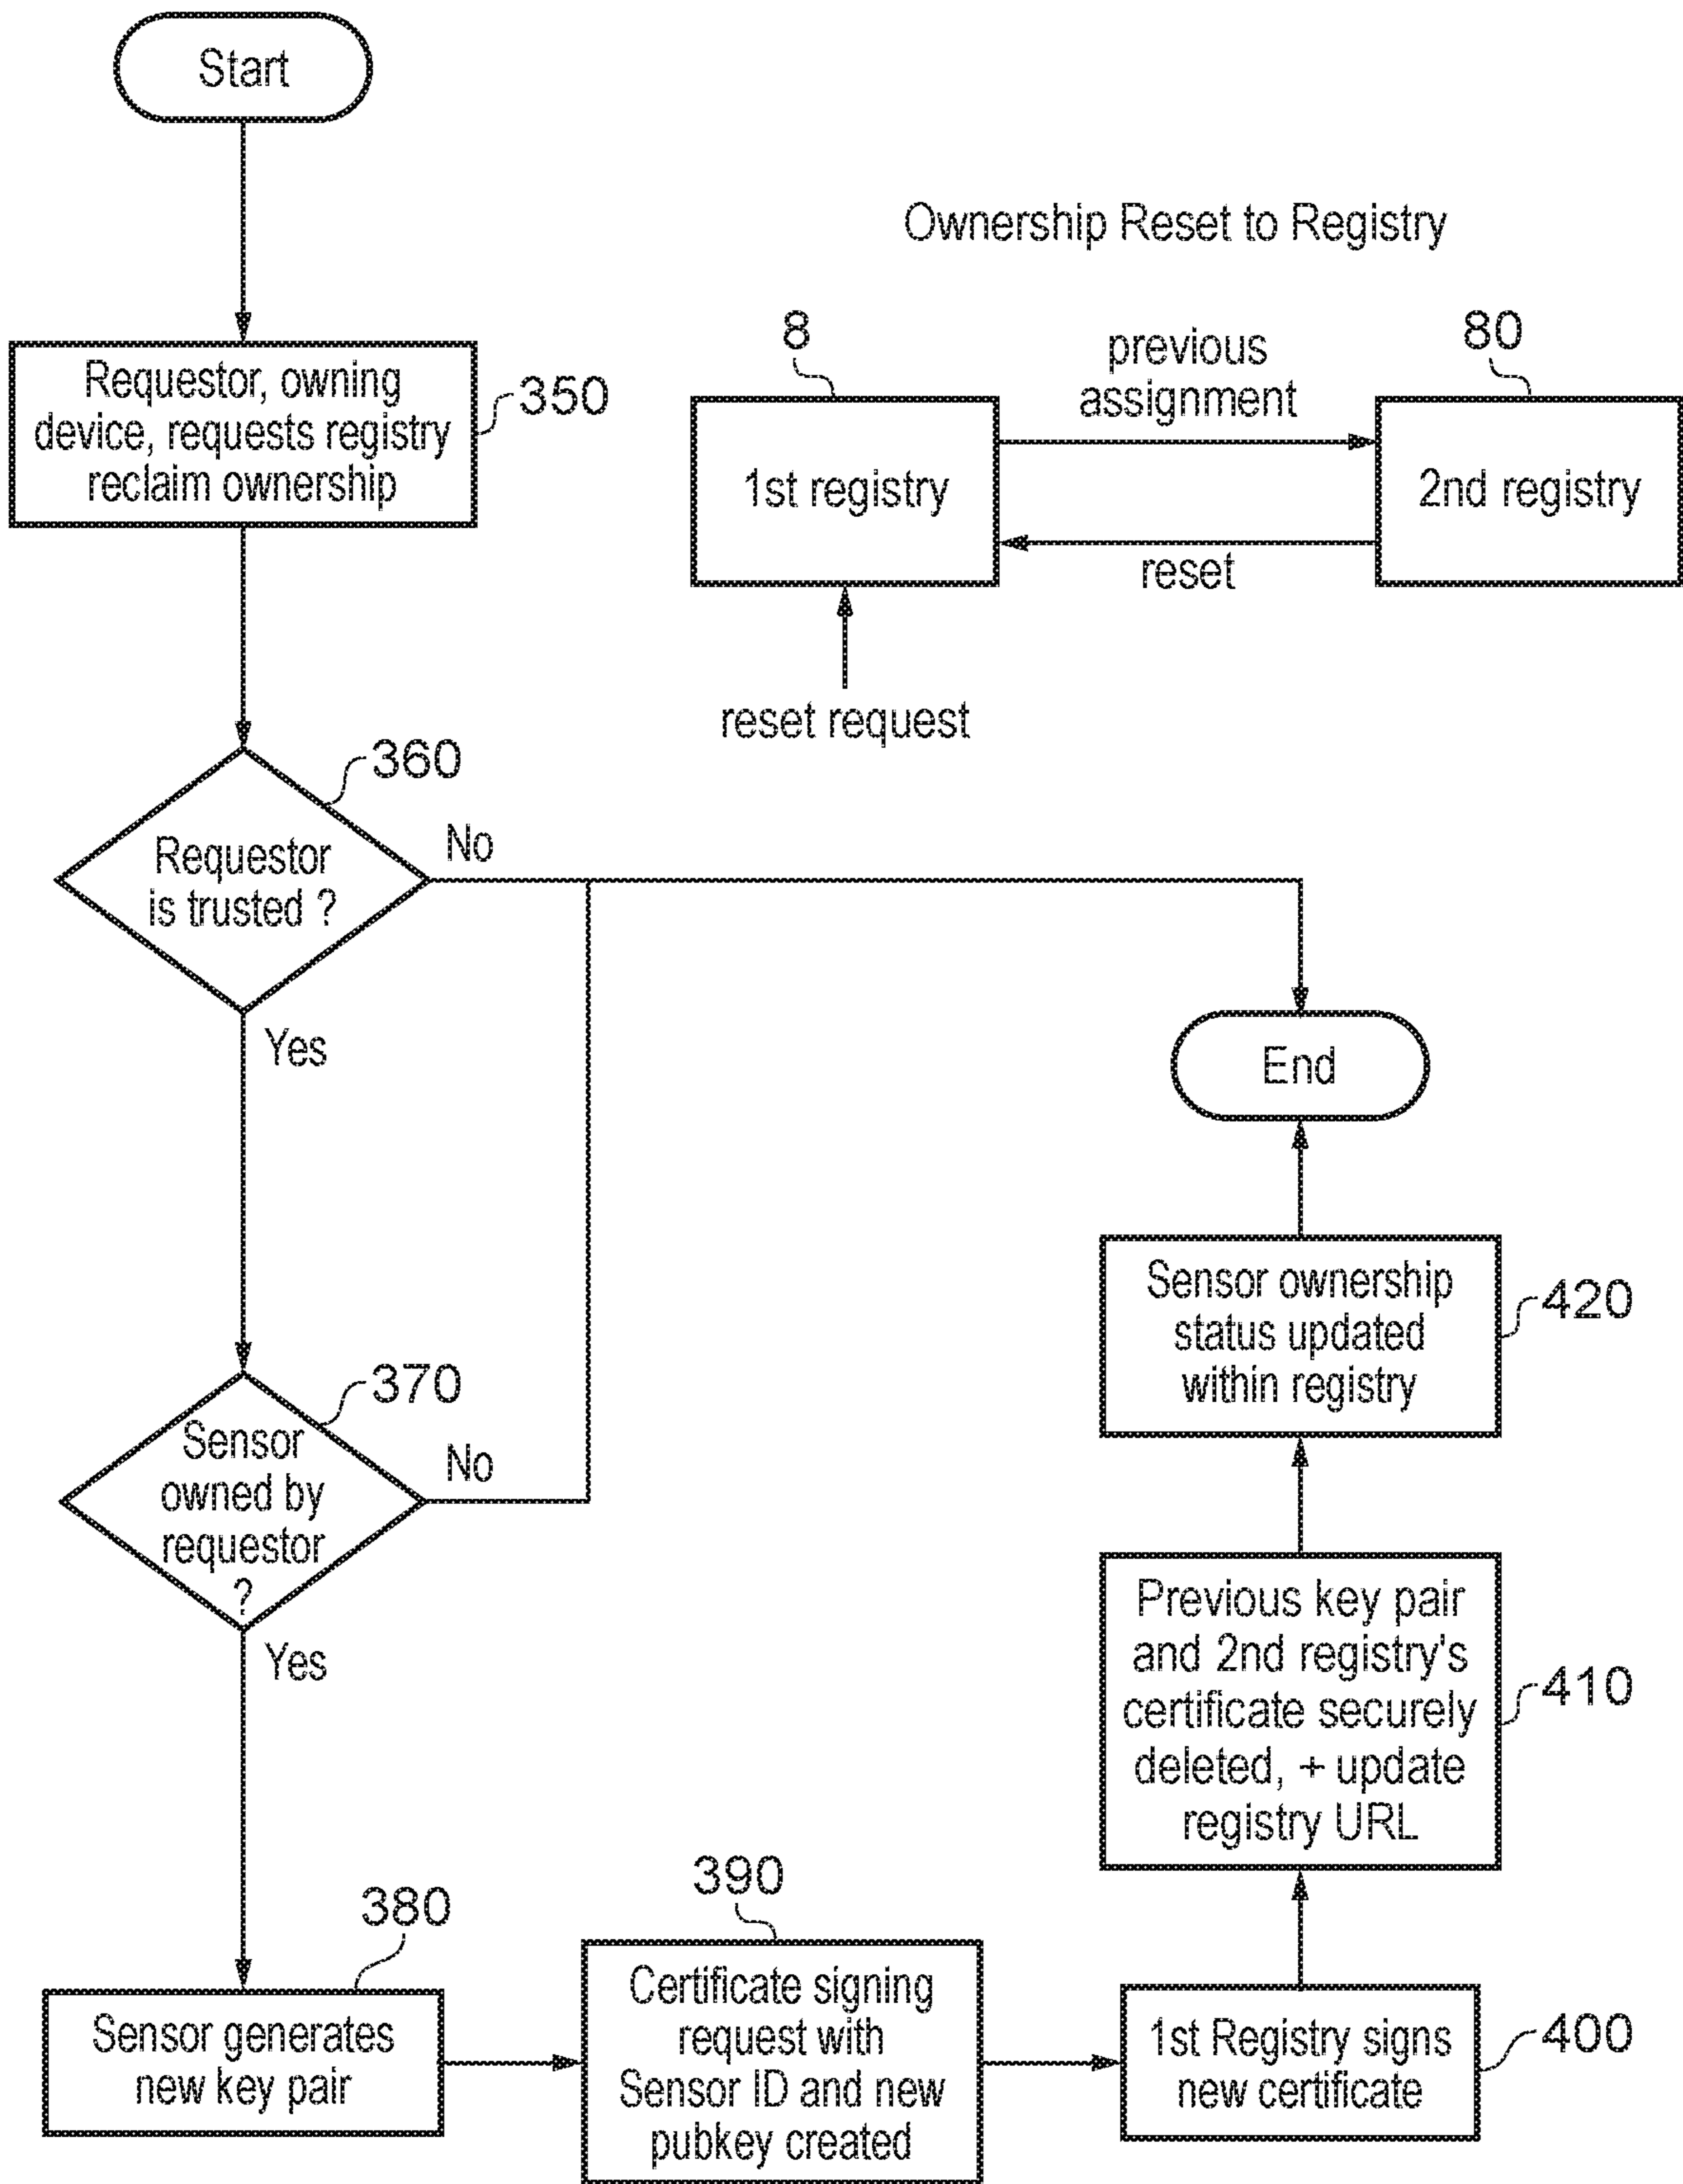 Start
Ownership Reset to Registry
Requestor, owning
device, requests registry
reclaim ownership
350
8
previous
assignment
80
1st registry
2nd registry
reset
reset request
360
Requestor
is trusted ?
No
Yes
End
370
Sensor
owned by
requestor
?
No
Yes
Sensor ownership
status updated
within registry
420
Previous key pair
and 2nd registry's
certificate securely
deleted, + update
registry URL
410
380
Sensor generates
new key pair
390
Certificate signing
request with
Sensor ID and new
pubkey created
1st Registry signs
new certificate
400